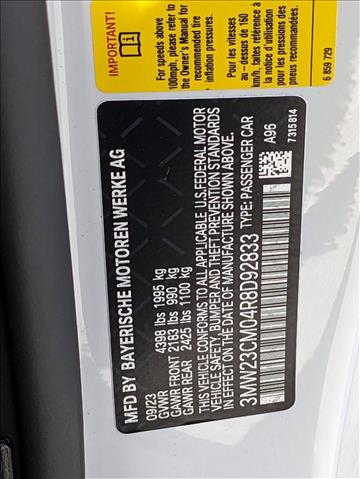 IMPORTANT!
For speeds above
100mph, please refer to
the Owner's Manual for
recommended tire
inflation pressures.
Pour les vitesses
au - dessus de 160
km/h, faites référence à
la notice d'utilisation
pour les pressions des
pneus recommandées.
6 859 729
MFD BY BAYERISCHE MOTOREN WERKE AG
09/23
GVWR 4398 lbs 1995 kg
GAWR FRONT 2183 lbs 990 kg
GAWR REAR 2425 lbs 1100 kg
THIS VEHICLE CONFORMS TO ALL APPLICABLE U.S FEDERAL MOTOR
VEHICLE SAFETY, BUMPER AND THEFT PREVENTION STANDARDS
IN EFFECT ON THE DATE OF MANUFACTURE SHOWN ABOVE.
3MW23CM04R8D92833 TYPE: PASSENGER CAR
A96
7 315 814